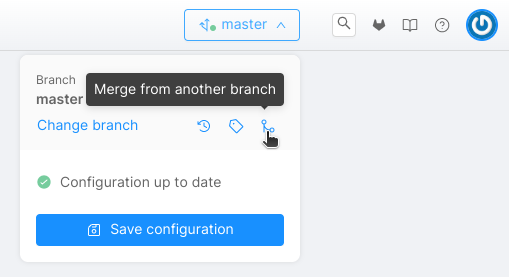 master
Branch
Merge from another branch
master
Change branch
Configuration up to date
Save configuration